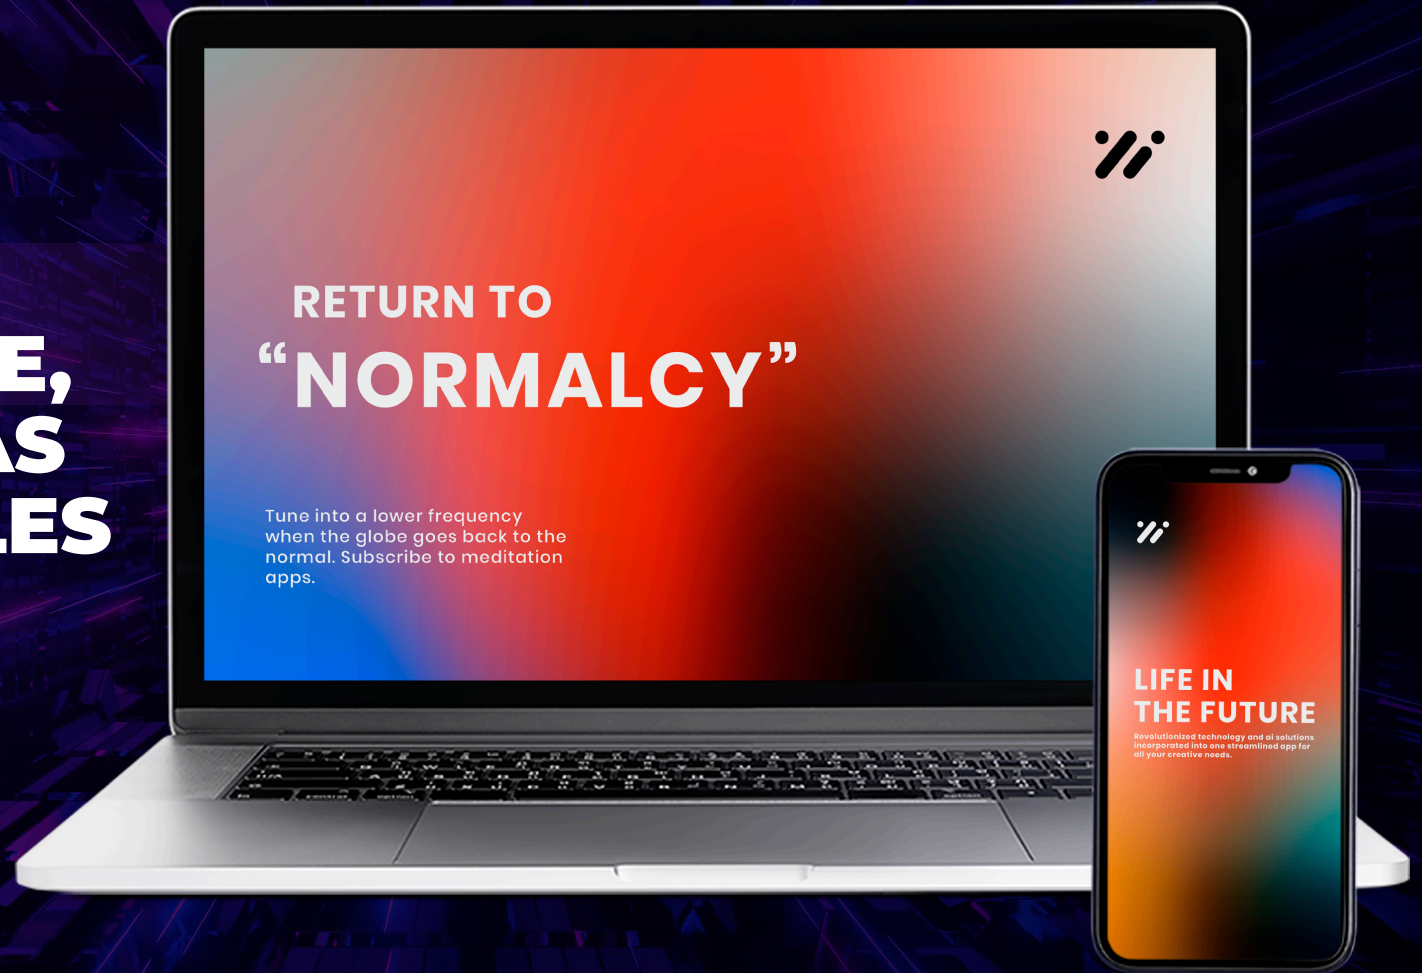 E,
AS
LES
RETURN TO
“NORMALCY”
Tune into a lower frequency
when the globe goes back to the
normal. Subscribe to meditation
apps.
LIFE IN
THE FUTURE
Revolutionized technology and ai solutions
incorporated into one streamlined app for
all your creative needs.